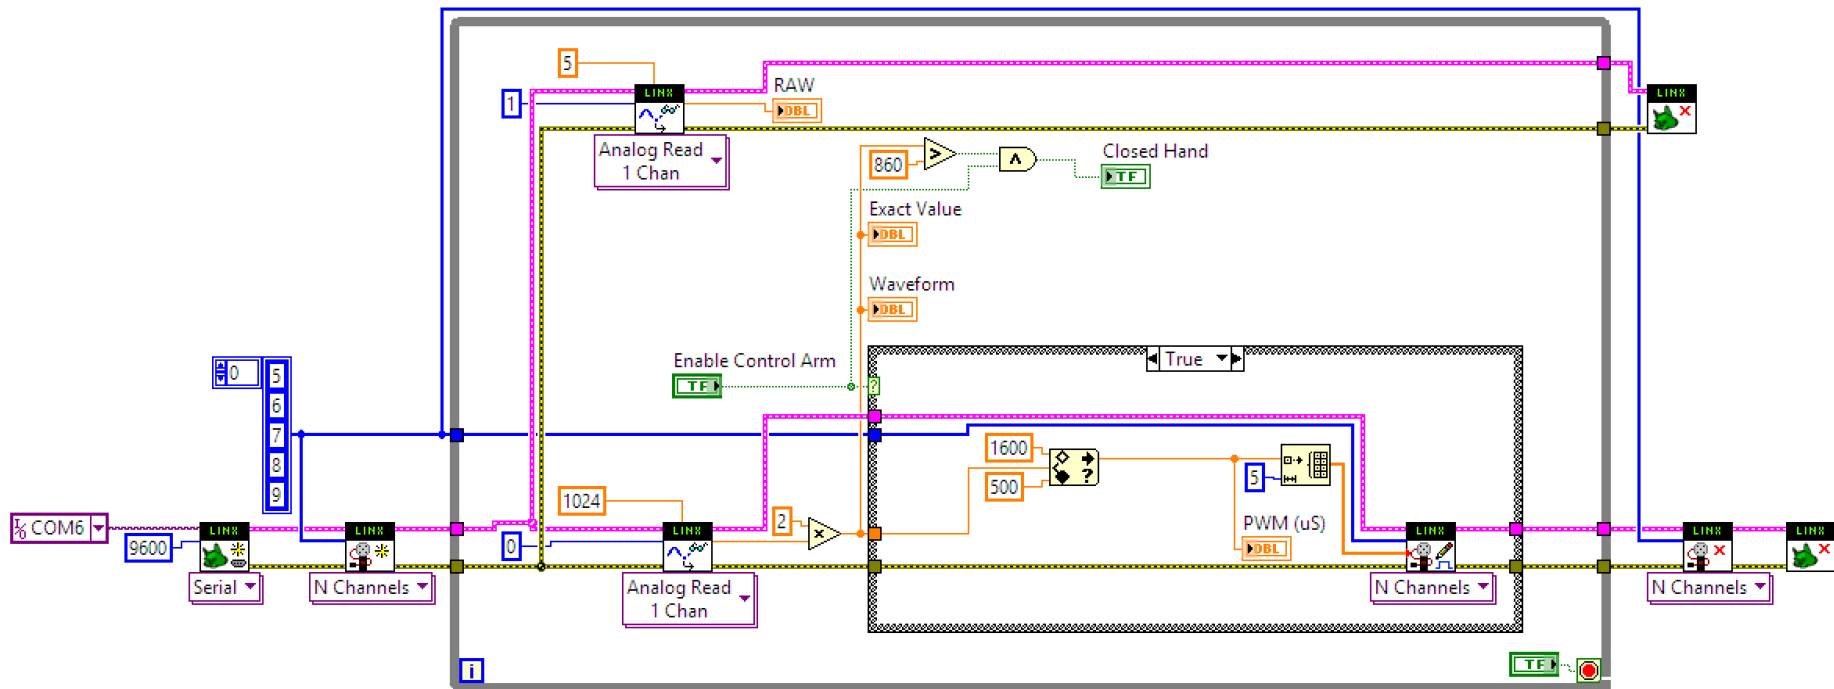 5
LINX
RAW
LINX
1
DBL
Analog Read
1 Chan
>
860
Λ
Closed Hand
TF
Exact Value
DBL
Waveform
DBL
Enable Control Arm
TF
?
True
0
5
6
7
8
9
1600
500
?
5
1024
2
x
PWM (uS)
DBL
I/O COM6
9600
LINX
Serial
LINX
N Channels
0
LINX
Analog Read
1 Chan
LINX
N Channels
LINX
N Channels
LINX
i
TF